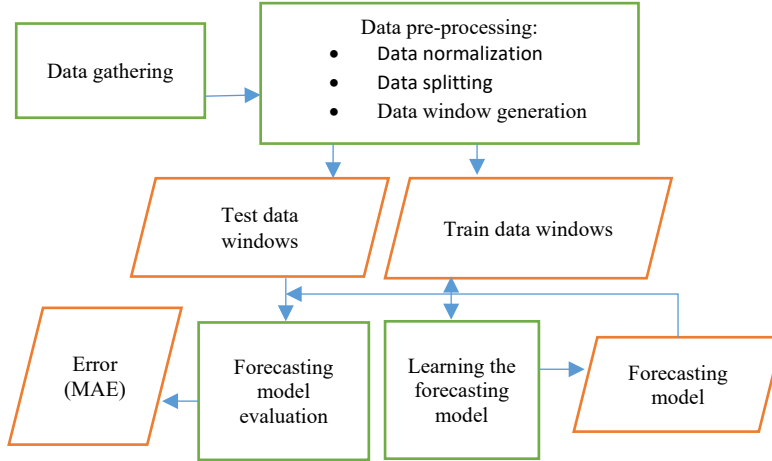 Data gathering
Data pre-processing:
• Data normalization
• Data splitting
• Data window generation
Test data
windows
Train data windows
Error
(MAE)
Forecasting
model
evaluation
Learning the
forecasting
model
Forecasting
model